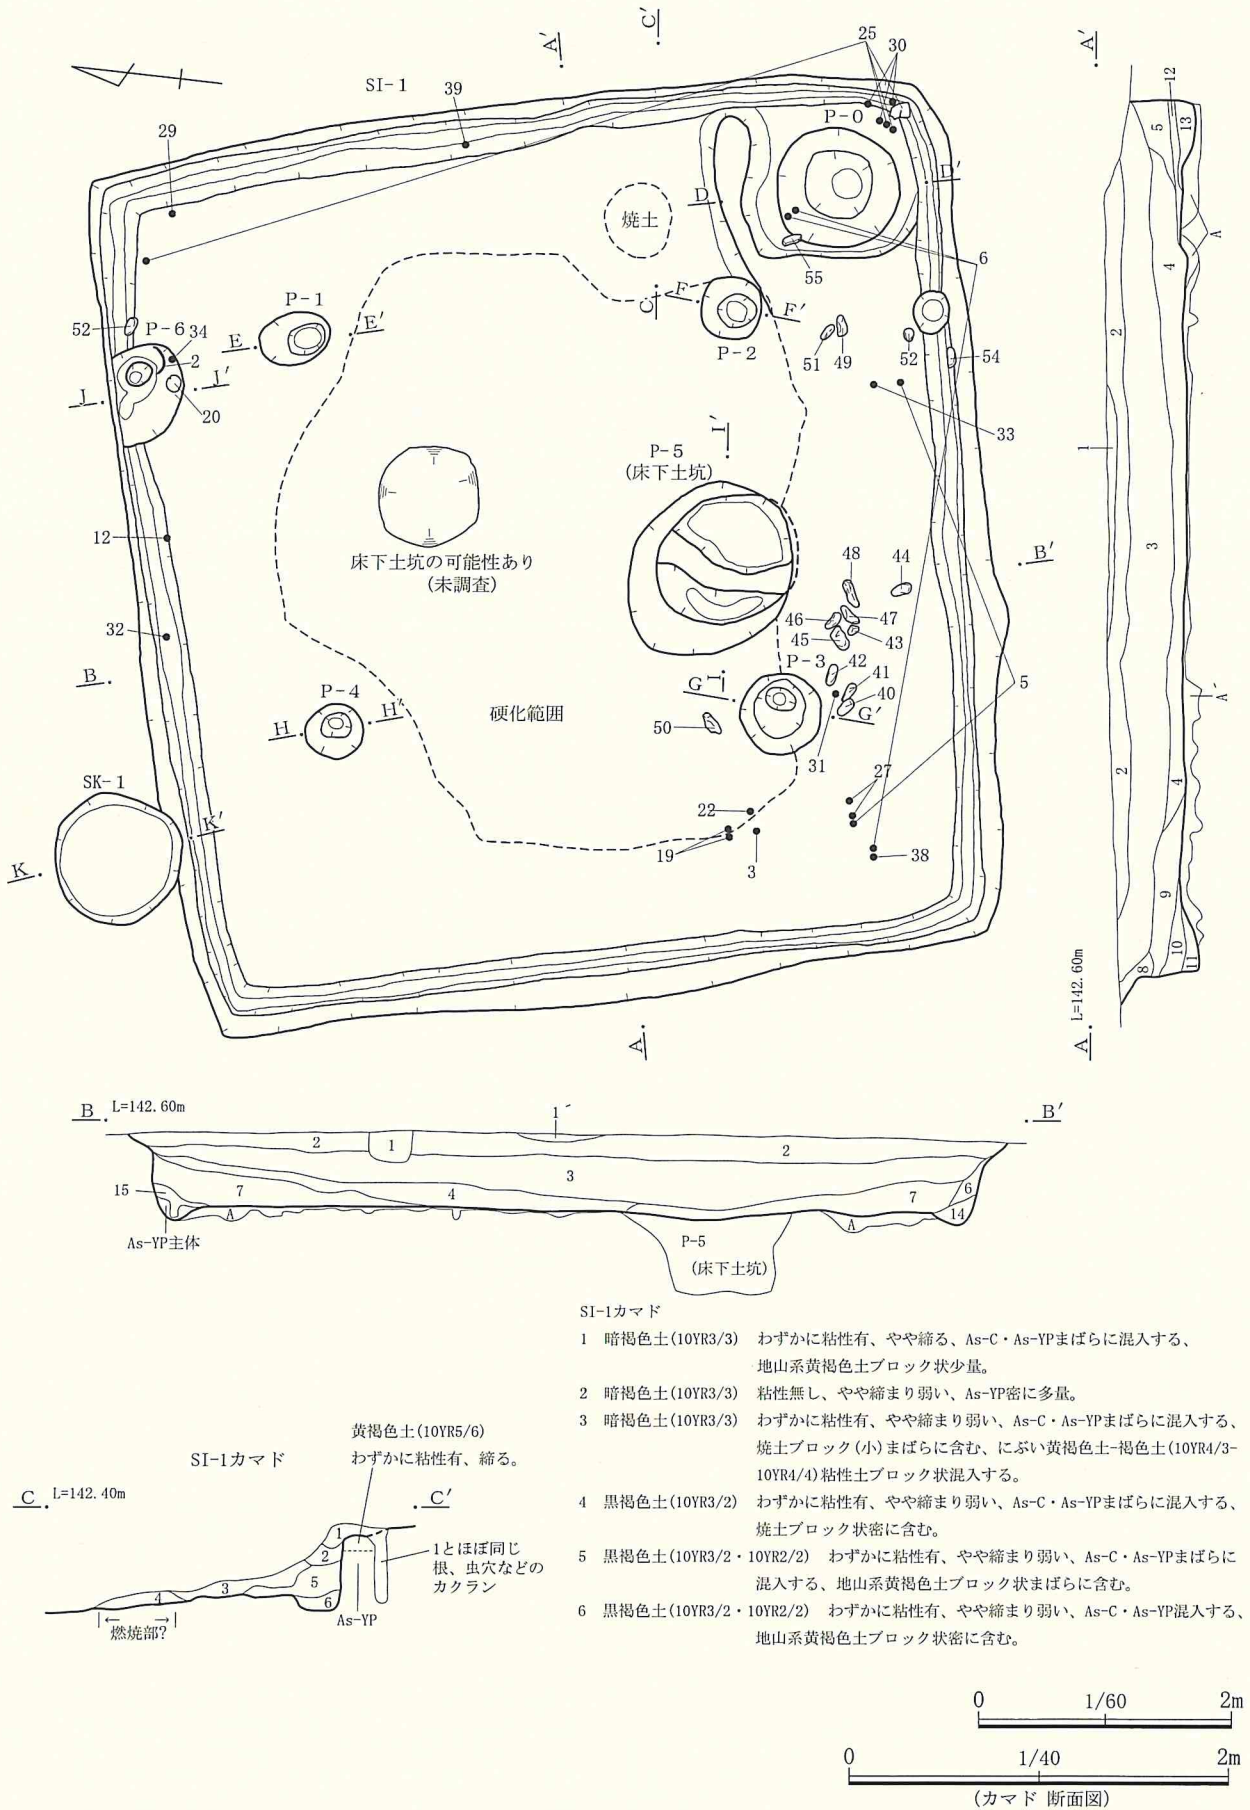 C′
A′
A′
25
30
SI-1
39
P-0
12
29
5
13
D′
D
焼土
A
6
4
55
P-1
C
F
F′
E′
52
P-6
34
E
2
2
P-2
51
49
52
54
J′
J
20
I′
33
1
P-5
(床下土坑)
12
床下土坑の可能性あり
(未調査)
48
44
B′
3
46
47
45
43
32
P-3
42
B
P-4
G
I
41
5
A′
40
H′
硬化範囲
G′
H
50
31
27
2
4
SK-1
22
K′
19
38
K
3
9
10
11
8
A
A L=142.60m
B L=142.60m
1′
B′
2
1
2
3
15
7
4
7
6
A
A
14
As-YP主体
P-5
(床下土坑)
SI-1カマド
1 暗褐色土(10YR3/3) わずかに粘性有、やや締る、As-C・As-YPまばらに混入する、
地山系黄褐色土ブロック状少量。
2 暗褐色土(10YR3/3) 粘性無し、やや締まり弱い、As-YP密に多量。
3 暗褐色土(10YR3/3) わずかに粘性有、やや締まり弱い、As-C・As-YPまばらに混入する、
焼土ブロック(小)まばらに含む、にぶい黄褐色土-褐色土(10YR4/3-
10YR4/4)粘性土ブロック状混入する。
4 黒褐色土(10YR3/2) わずかに粘性有、やや締まり弱い、As-C・As-YPまばらに混入する、
焼土ブロック状密に含む。
5 黒褐色土(10YR3/2・10YR2/2) わずかに粘性有、やや締まり弱い、As-C・As-YPまばらに
混入する、地山系黄褐色土ブロック状まばらに含む。
6 黒褐色土(10YR3/2・10YR2/2) わずかに粘性有、やや締まり弱い、As-C・As-YP混入する、
地山系黄褐色土ブロック状密に含む。
黄褐色土(10YR5/6)
わずかに粘性有、締る。
SI-1カマド
C L=142.40m
C′
1
2
3
4
5
6
1とほぼ同じ
根、虫穴などの
カクラン
As-YP
燃焼部?
0 1/60 2m
0 1/40 2m
(カマド 断面図)